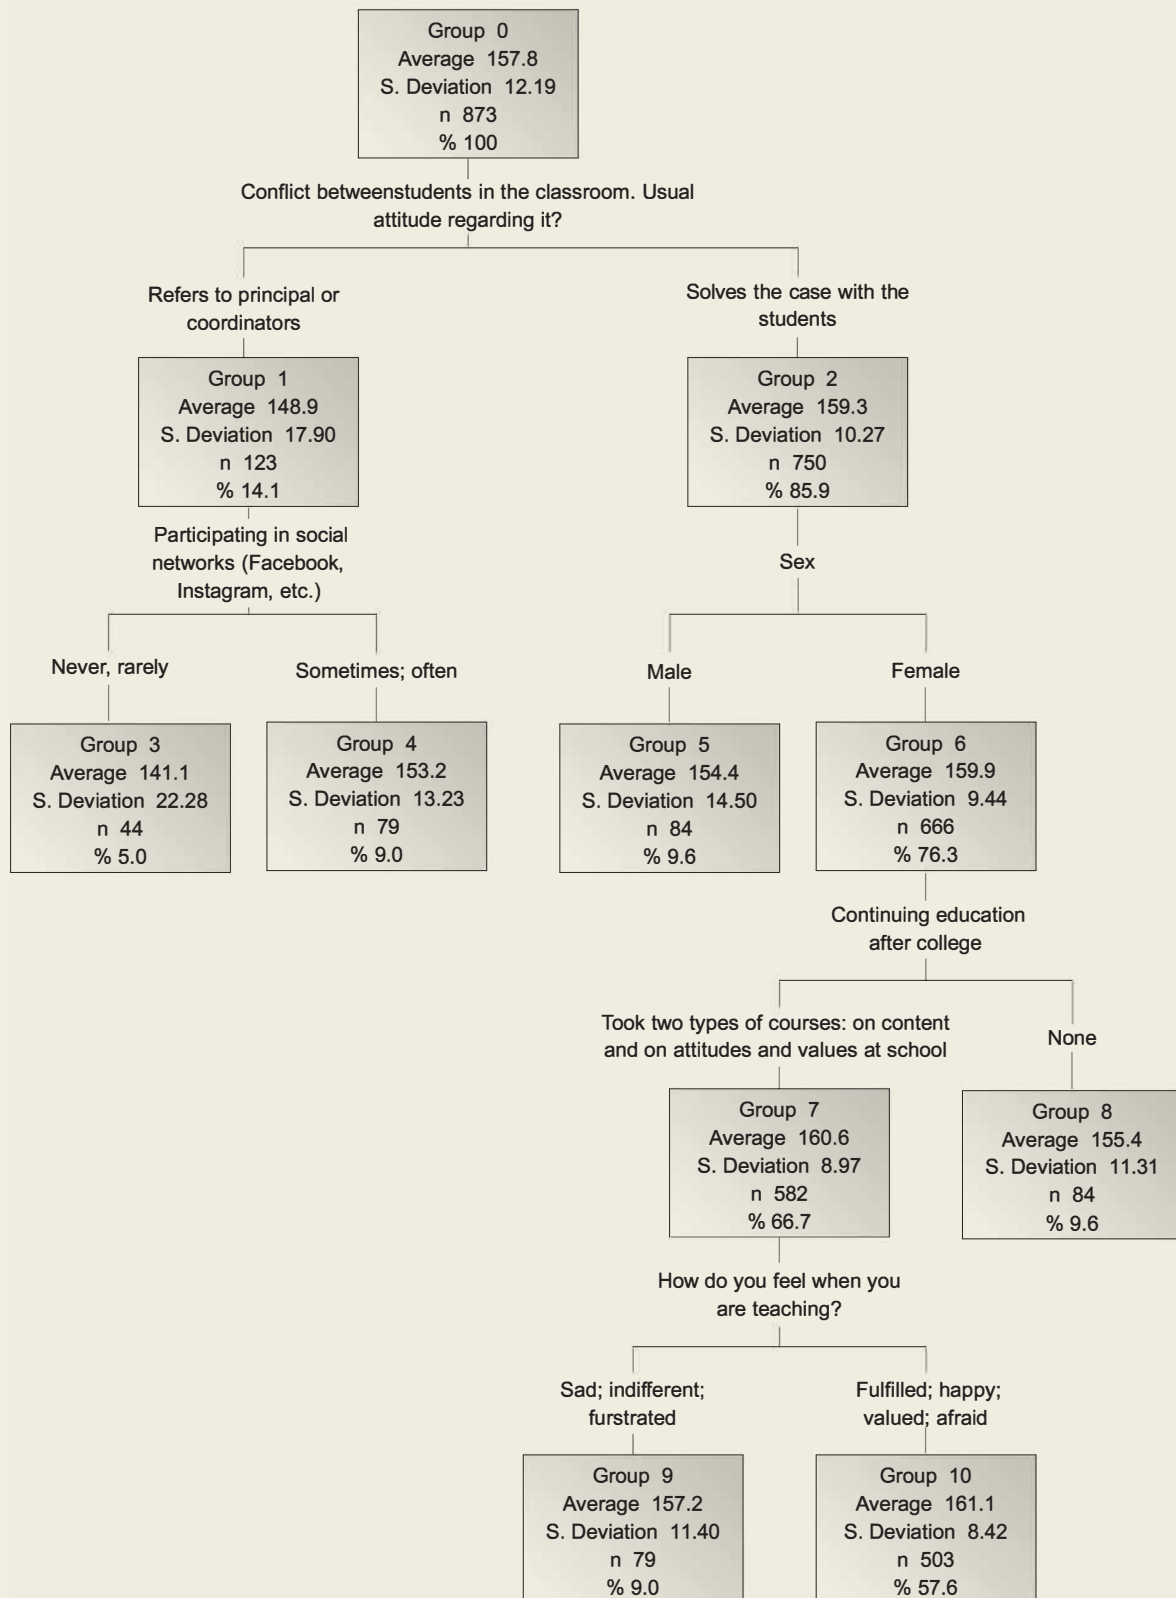 Group 0
Average 157.8
S. Deviation 12.19
n 873
% 100
Conflict betweenstudents in the classroom. Usual
attitude regarding it?
Refers to principal or
coordinators
Solves the case with the
students
Group 1
Average 148.9
S. Deviation 17.90
n 123
% 14.1
Group 2
Average 159.3
S. Deviation 10.27
n 750
% 85.9
Participating in social
networks (Facebook,
Instagram, etc.)
Sex
Never, rarely
Sometimes; often
Male
Female
Group 3
Average 141.1
S. Deviation 22.28
n 44
% 5.0
Group 4
Average 153.2
S. Deviation 13.23
n 79
% 9.0
Group 5
Average 154.4
S. Deviation 14.50
n 84
% 9.6
Group 6
Average 159.9
S. Deviation 9.44
n 666
% 76.3
Continuing education
after college
Took two types of courses: on content
and on attitudes and values at school
None
Group 7
Average 160.6
S. Deviation 8.97
n 582
% 66.7
Group 8
Average 155.4
S. Deviation 11.31
n 84
% 9.6
How do you feel when you
are teaching?
Sad; indifferent;
furstrated
Fulfilled; happy;
valued; afraid
Group 9
Average 157.2
S. Deviation 11.40
n 79
% 9.0
Group 10
Average 161.1
S. Deviation 8.42
n 503
% 57.6